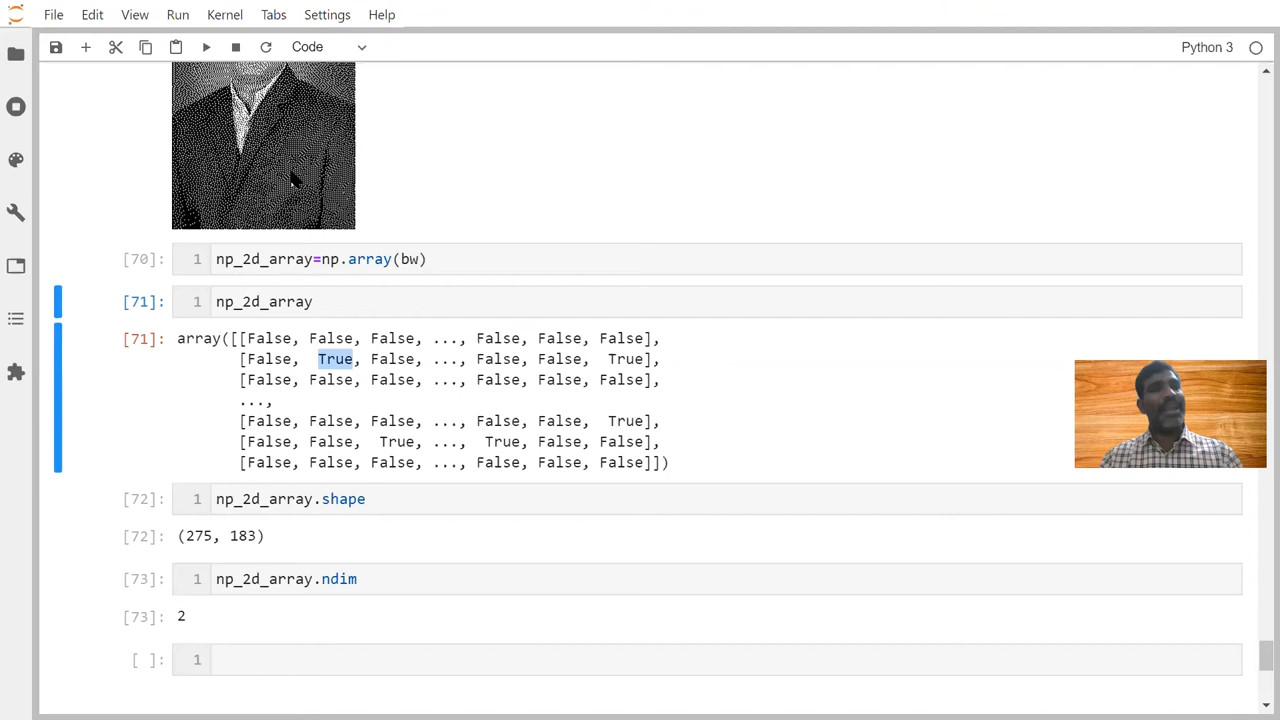 File Edit View Run Kernel Tabs Settings Help
Code Python 3
[70]: 1 np_2d_array=np.array(bw)
[71]: 1 np_2d_array
[71]: array([[False, False, False, ..., False, False, False],
[False, True, False, ..., False, False, True],
[False, False, False, ..., False, False, False],
...,
[False, False, False, ..., False, False, True],
[False, False, True, ..., True, False, False],
[False, False, False, ..., False, False, False]])
[72]: 1 np_2d_array.shape
[72]: (275, 183)
[73]: 1 np_2d_array.ndim
[73]: 2
[ ]: 1